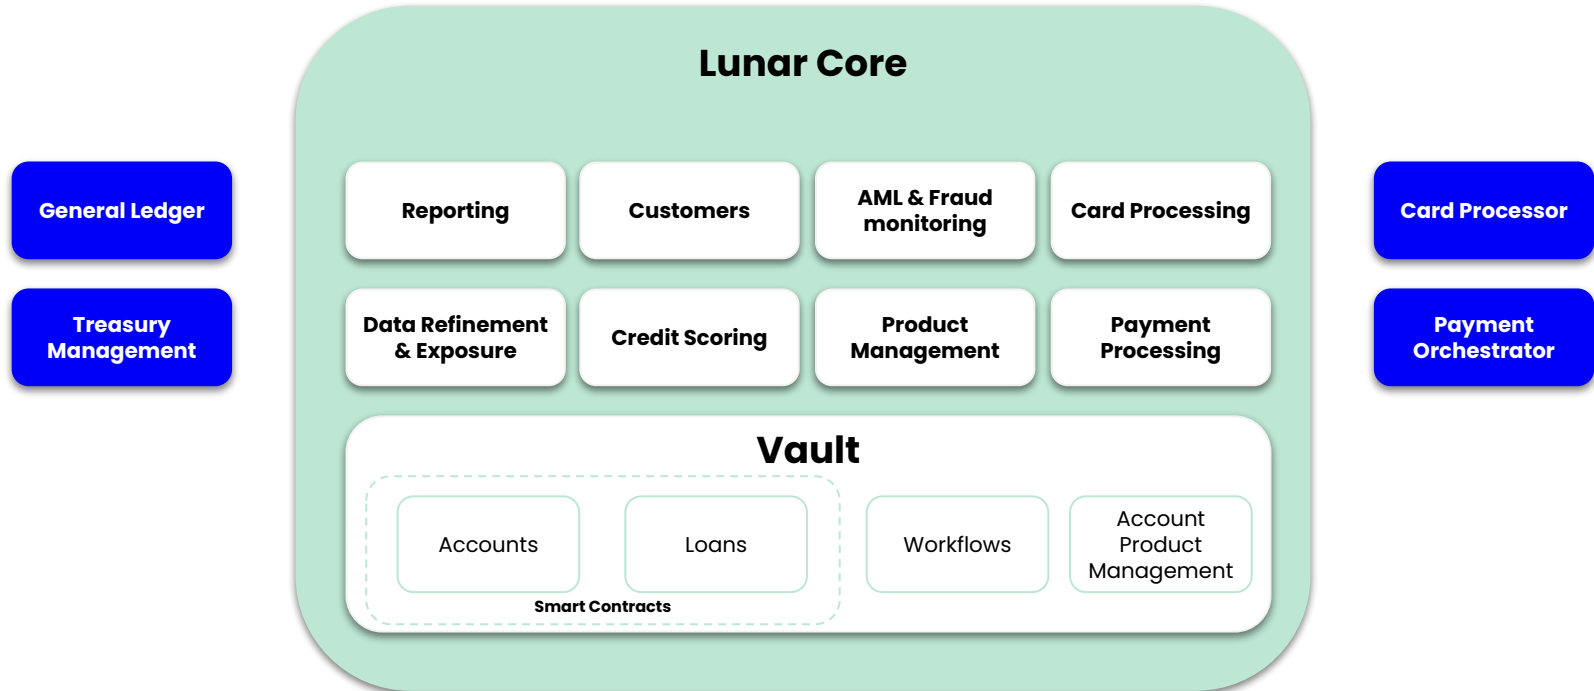 Lunar Core
General Ledger
Reporting
Customers
AML & Fraud
monitoring
Card Processing
Card Processor
Treasury
Management
Data Refinement
& Exposure
Credit Scoring
Product
Management
Payment
Processing
Payment
Orchestrator
Vault
Accounts
Loans
Workflows
Account
Product
Management
Smart Contracts